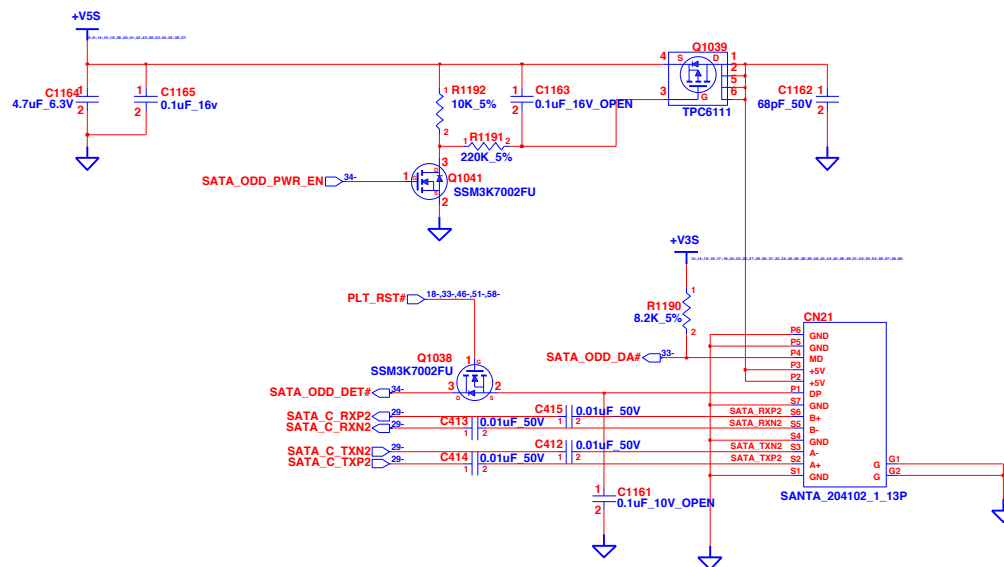 +V5S
Q1039
4
S
D
1
2
5
6
3
G
TPC6111
C1164
4.7uF_6.3V
1
2
C1165
0.1uF_16v
1
2
R1192
10K_5%
1
2
C1163
0.1uF_16V_OPEN
1
2
C1162
68pF_50V
1
2
R1191
220K_5%
1
2
SATA_ODD_PWR_EN
34-
1
G
D
S
3
2
Q1041
SSM3K7002FU
+V3S
PLT_RST#
18-,33-,46-,51-,58-
R1190
8.2K_5%
1
2
CN21
SATA_ODD_DA#
33-
Q1038
SSM3K7002FU
1
G
3
D
S
2
SATA_ODD_DET#
34-
SATA_C_RXP2
29-
SATA_C_RXN2
29-
SATA_C_TXN2
29-
SATA_C_TXP2
29-
C415
0.01uF_50V
1
2
C413
0.01uF_50V
1
2
C412
0.01uF_50V
1
2
C414
0.01uF_50V
1
2
SATA_RXP2
SATA_RXN2
SATA_TXN2
SATA_TXP2
P6 GND
P5 GND
P4 MD
P3 +5V
P2 +5V
P1 DP
S7 GND
S6 B+
S5 B-
S4 GND
S3 A-
S2 A+
S1 GND
G G1
G G2
SANTA_204102_1_13P
C1161
0.1uF_10V_OPEN
1
2